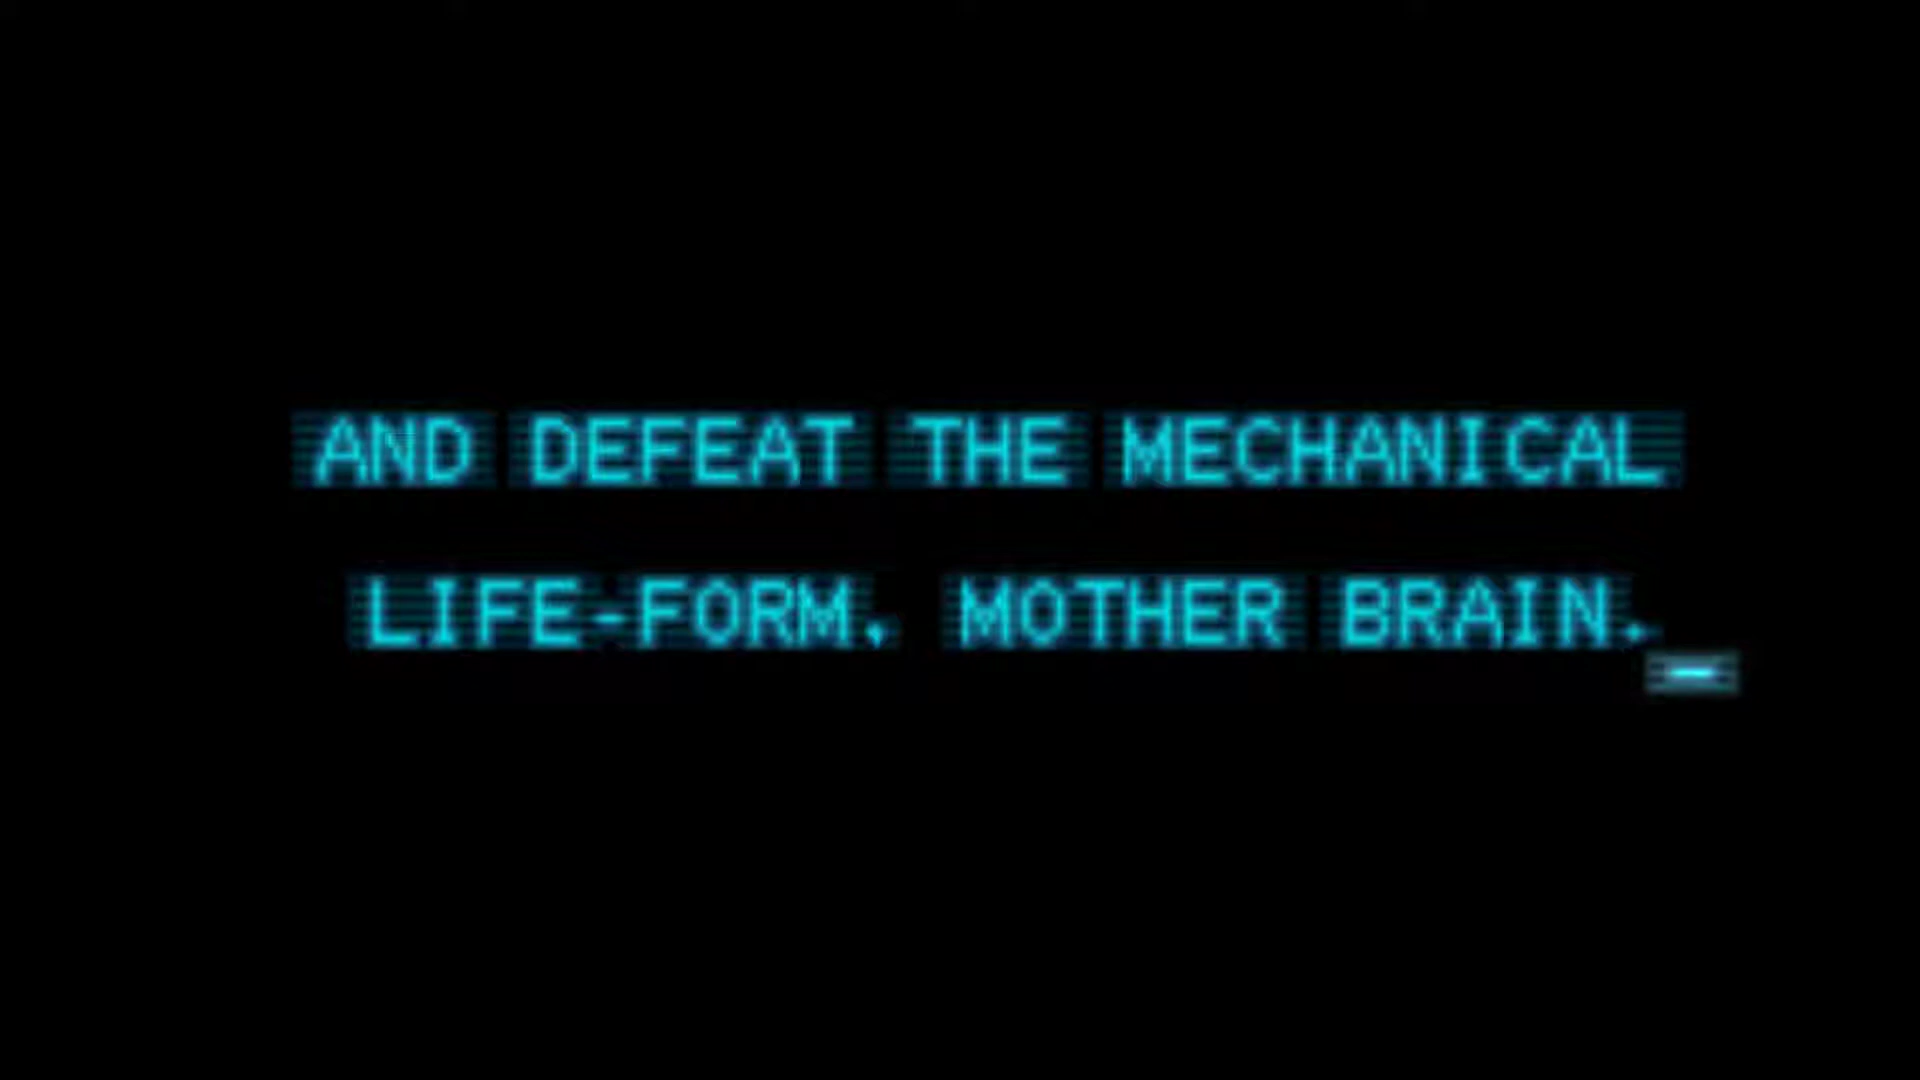 AND DEFEAT THE MECHANICAL
LIFE-FORM, MOTHER BRAIN._